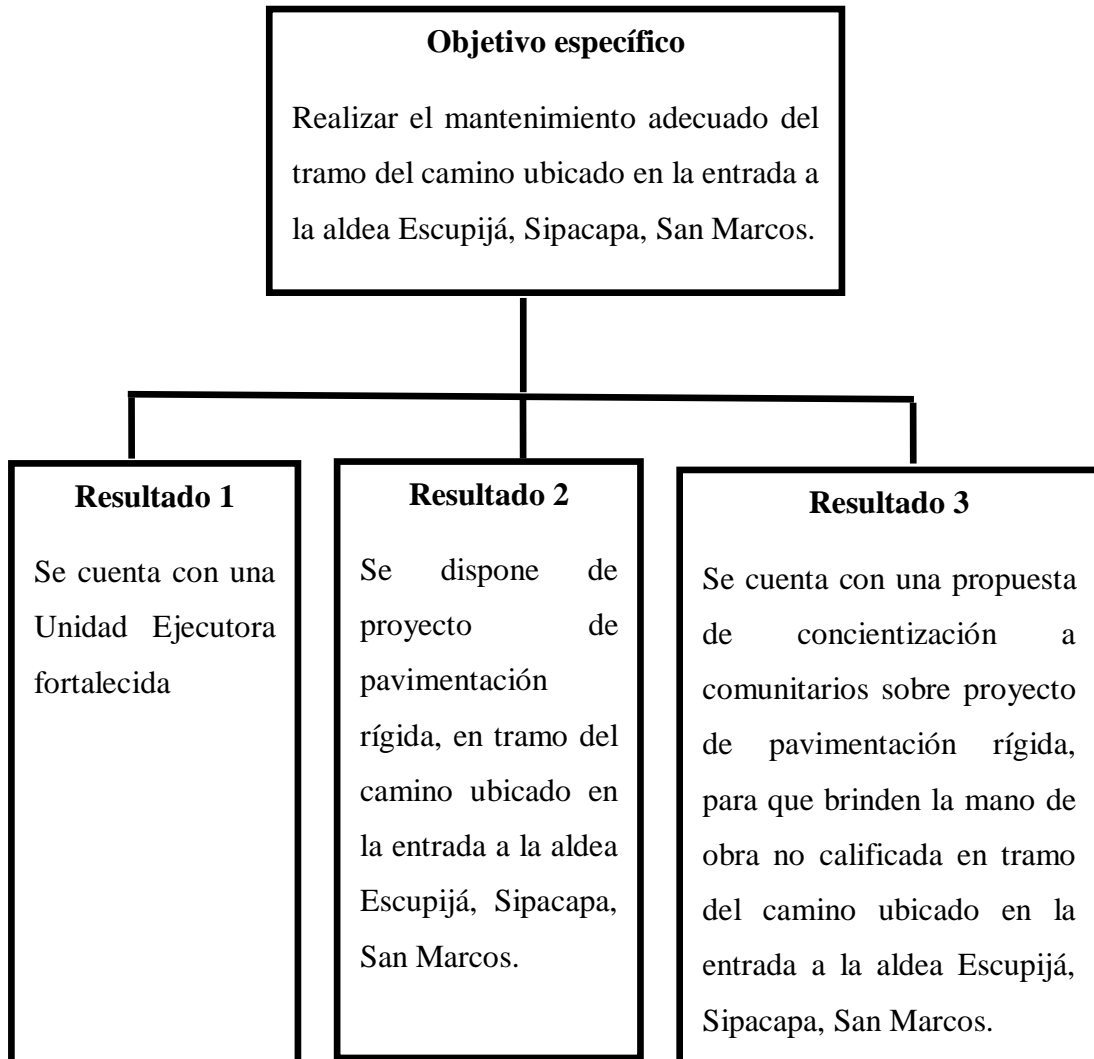 Objetivo específico
Realizar el mantenimiento adecuado del
tramo del camino ubicado en la entrada a
la aldea Escupijá, Sipacapa, San Marcos.
Resultado 1
Se cuenta con una
Unidad Ejecutora
fortalecida
Resultado 2
Se dispone de
proyecto de
pavimentación
rígida, en tramo del
camino ubicado en
la entrada a la aldea
Escupijá, Sipacapa,
San Marcos.
Resultado 3
Se cuenta con una propuesta
de concientización a
comunitarios sobre proyecto
de pavimentación rígida,
para que brinden la mano de
obra no calificada en tramo
del camino ubicado en la
entrada a la aldea Escupijá,
Sipacapa, San Marcos.